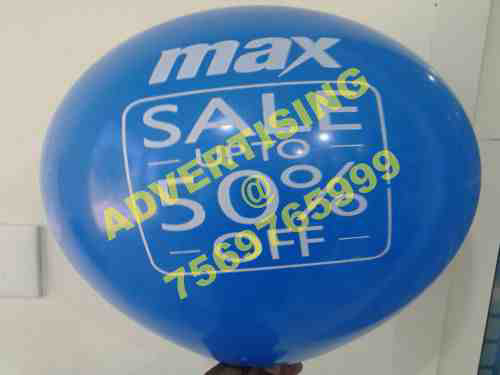 max
SALE
UPTO
50%
OFF
ADVERTISING
@
7569765999